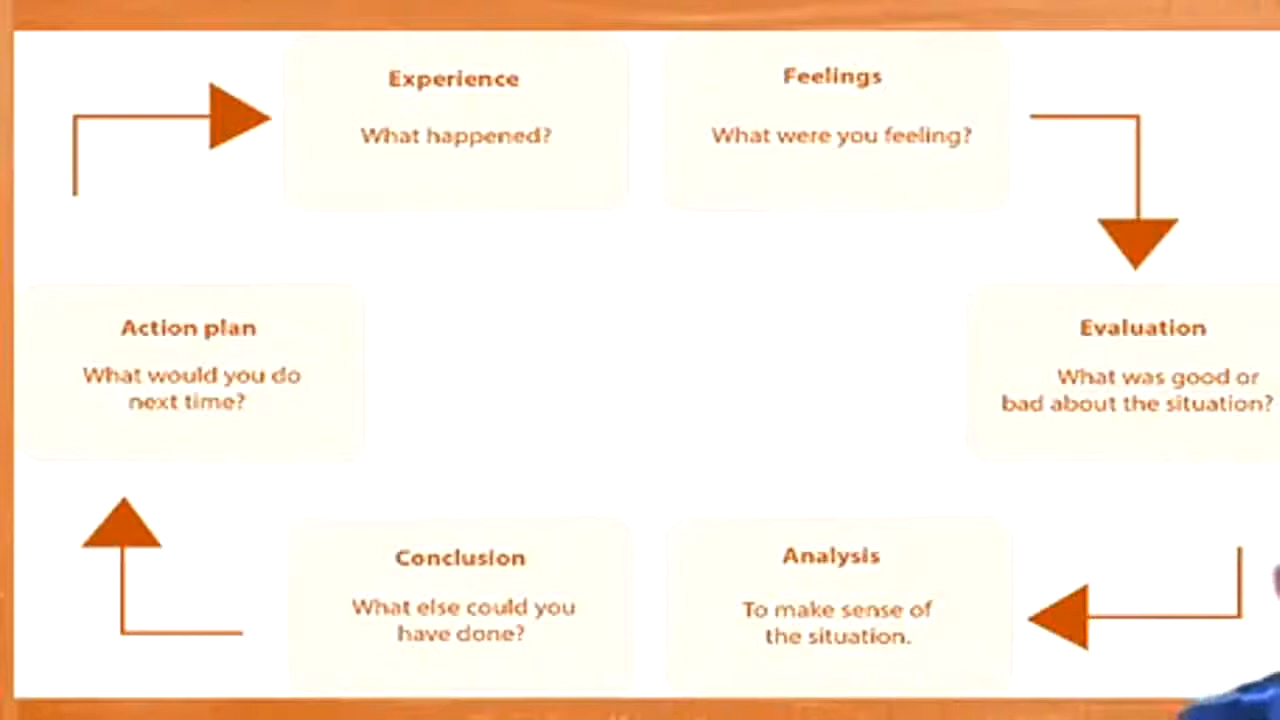 Experience
What happened?
Feelings
What were you feeling?
Evaluation
What was good or
bad about the situation?
Analysis
To make sense of
the situation.
Conclusion
What else could you
have done?
Action plan
What would you do
next time?